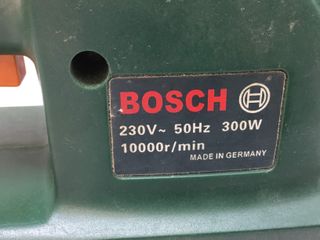 BOSCH
230V~ 50Hz 300W
10000r/min
MADE IN GERMANY